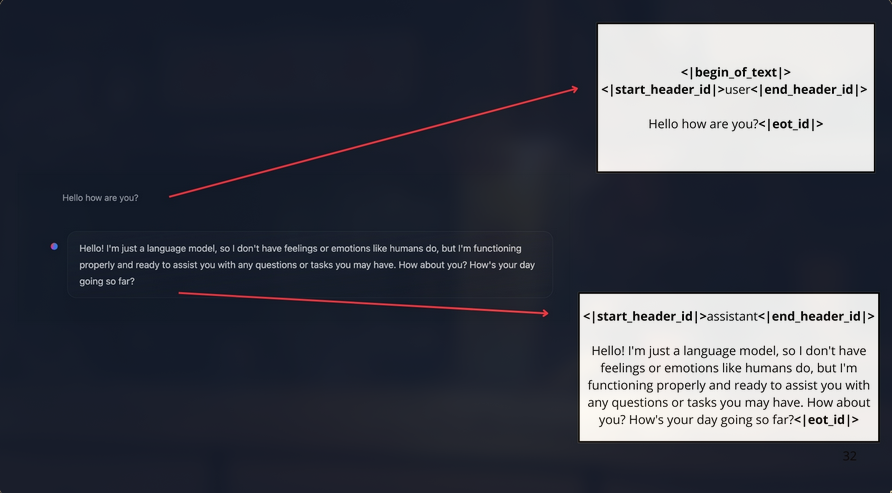 <|begin_of_text|>
<|start_header_id|>user<|end_header_id|>
Hello how are you?<|eot_id|>
Hello how are you?
Hello! I'm just a language model, so I don't have feelings or emotions like humans do, but I'm functioning
properly and ready to assist you with any questions or tasks you may have. How about you? How's your day
going so far?
<|start_header_id|>assistant<|end_header_id|>
Hello! I'm just a language model, so I don't have
feelings or emotions like humans do, but I'm
functioning properly and ready to assist you with
any questions or tasks you may have. How about
you? How's your day going so far?<|eot_id|>
32